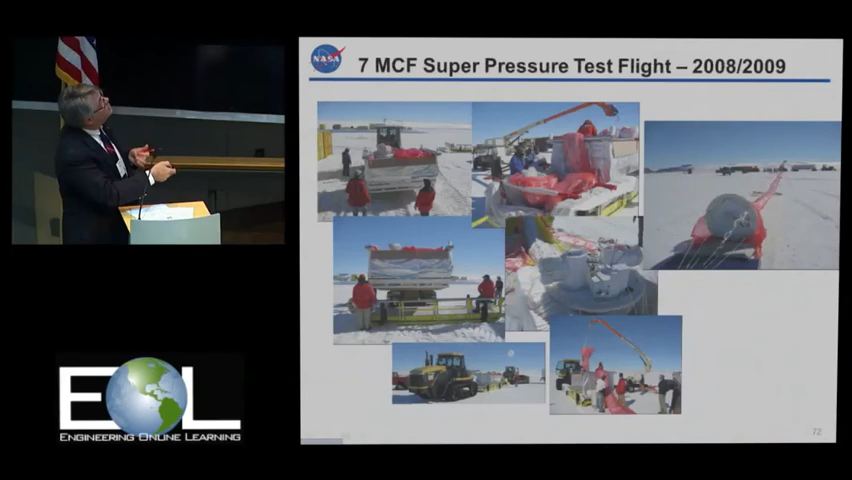 NASA
7 MCF Super Pressure Test Flight – 2008/2009
EOL
Engineering Online Learning
72